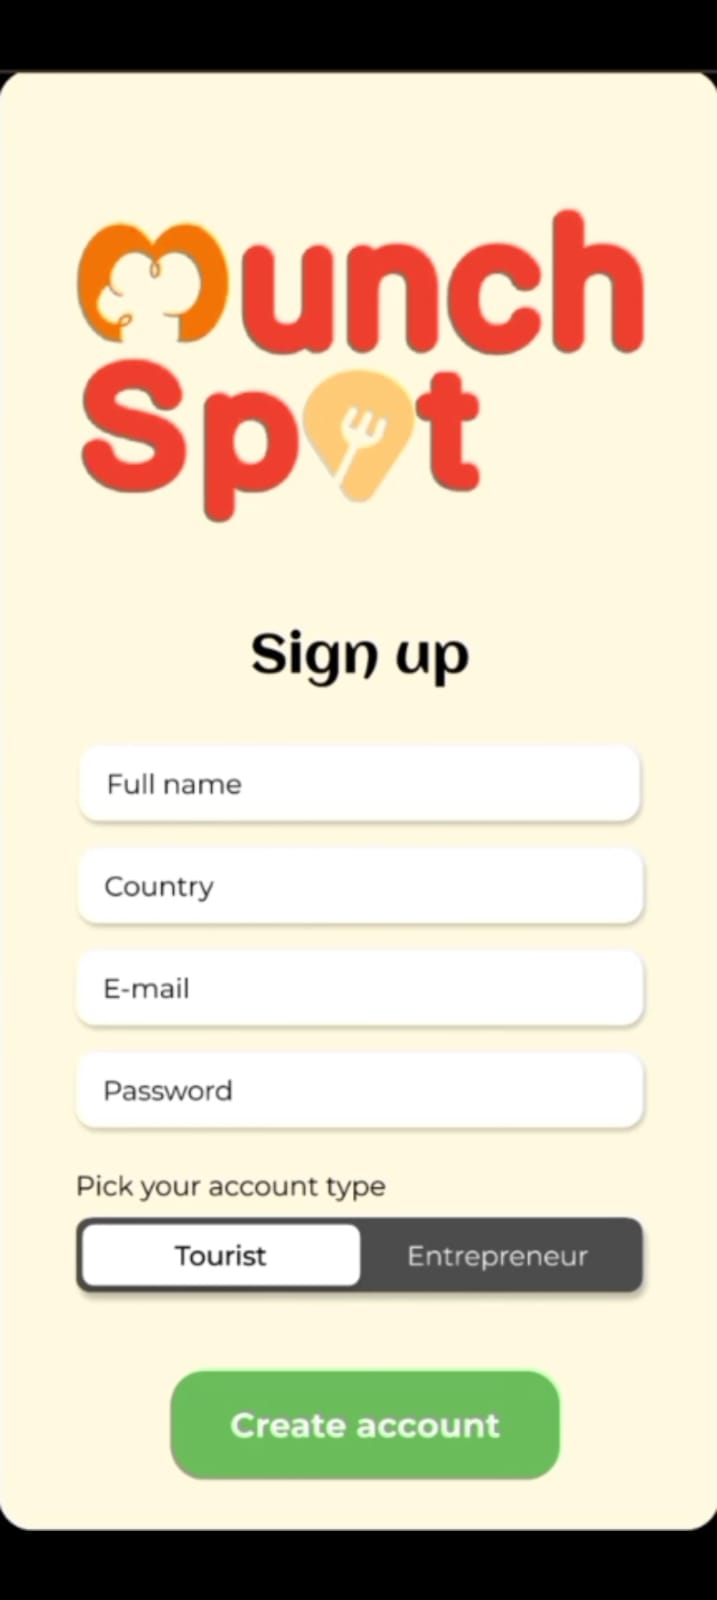 Munch
Spot
Sign up
Full name
Country
E-mail
Password
Pick your account type
Tourist Entrepreneur
Create account